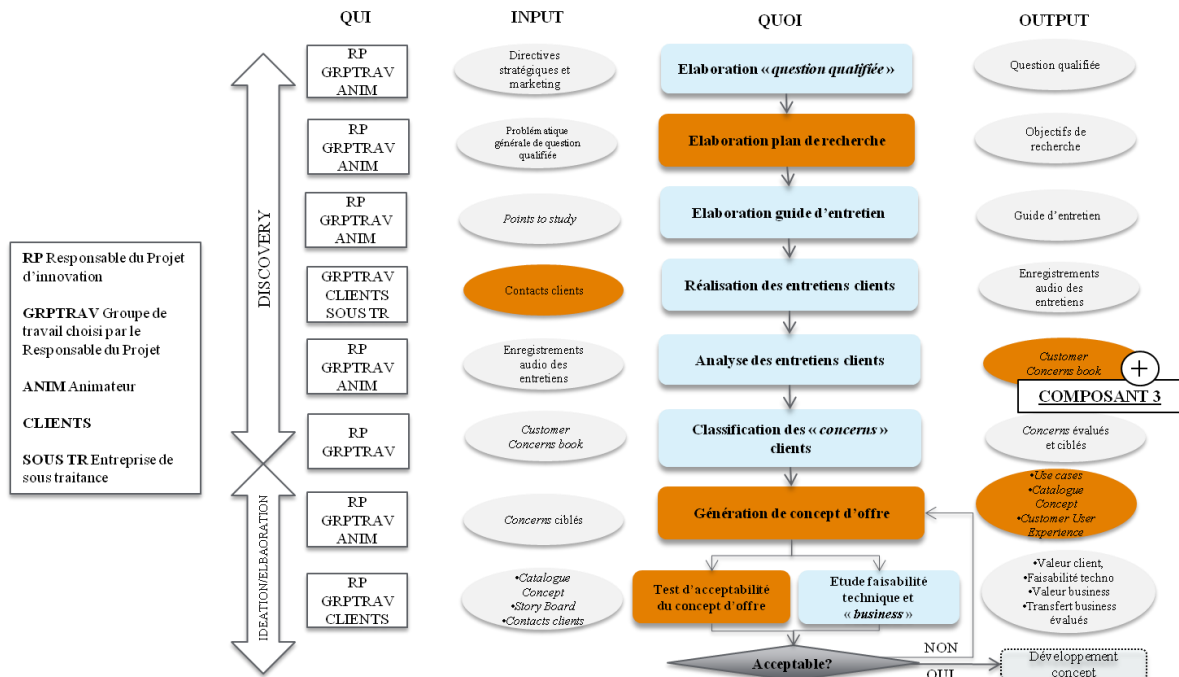 QUI
INPUT
QUOI
OUTPUT
RP
GRPTRAV
ANIM
Directives
stratégiques et
marketing
Elaboration «question qualifiée »
Question qualifiée
RP
GRPTRAV
ANIM
Problématique
générale de question
qualifiée
Elaboration plan de recherche
Objectifs de
recherche
RP
GRPTRAV
ANIM
Points to study
Elaboration guide d'entretien
Guide d'entretien
GRPTRAV
CLIENTS
SOUS TR
Contacts clients
Réalisation des entretiens clients
Enregistrements
audio des
entretiens
RP
GRPTRAV
ANIM
Enregistrements
audio des
entretiens
Analyse des entretiens clients
Customer
Concerns book
+
COMPOSANT 3
RP
GRPTRAV
Customer
Concerns book
Classification des « concerns »
clients
Concerns évalués
et ciblés
RP
GRPTRAV
ANIM
Concerns ciblés
Génération de concept d'offre
•Use cases
•Catalogue
Concept
•Customer User
Experience
RP
GRPTRAV
CLIENTS
•Catalogue
Concept
•Story Board
•Contacts clients
Test d'acceptabilité
du concept d'offre
Etude faisabilité
technique et
« business »
•Valeur client,
•Faisabilité techno
•Valeur business
•Transfert business
évalués
Acceptable?
NON
OUI
Développement
concept
DISCOVERY
IDEATION/ELBAORATION
RP Responsable du Projet
d'innovation
GRPTRAV Groupe de
travail choisi par le
Responsable du Projet
ANIM Animateur
CLIENTS
SOUS TR Entreprise de
sous traitance